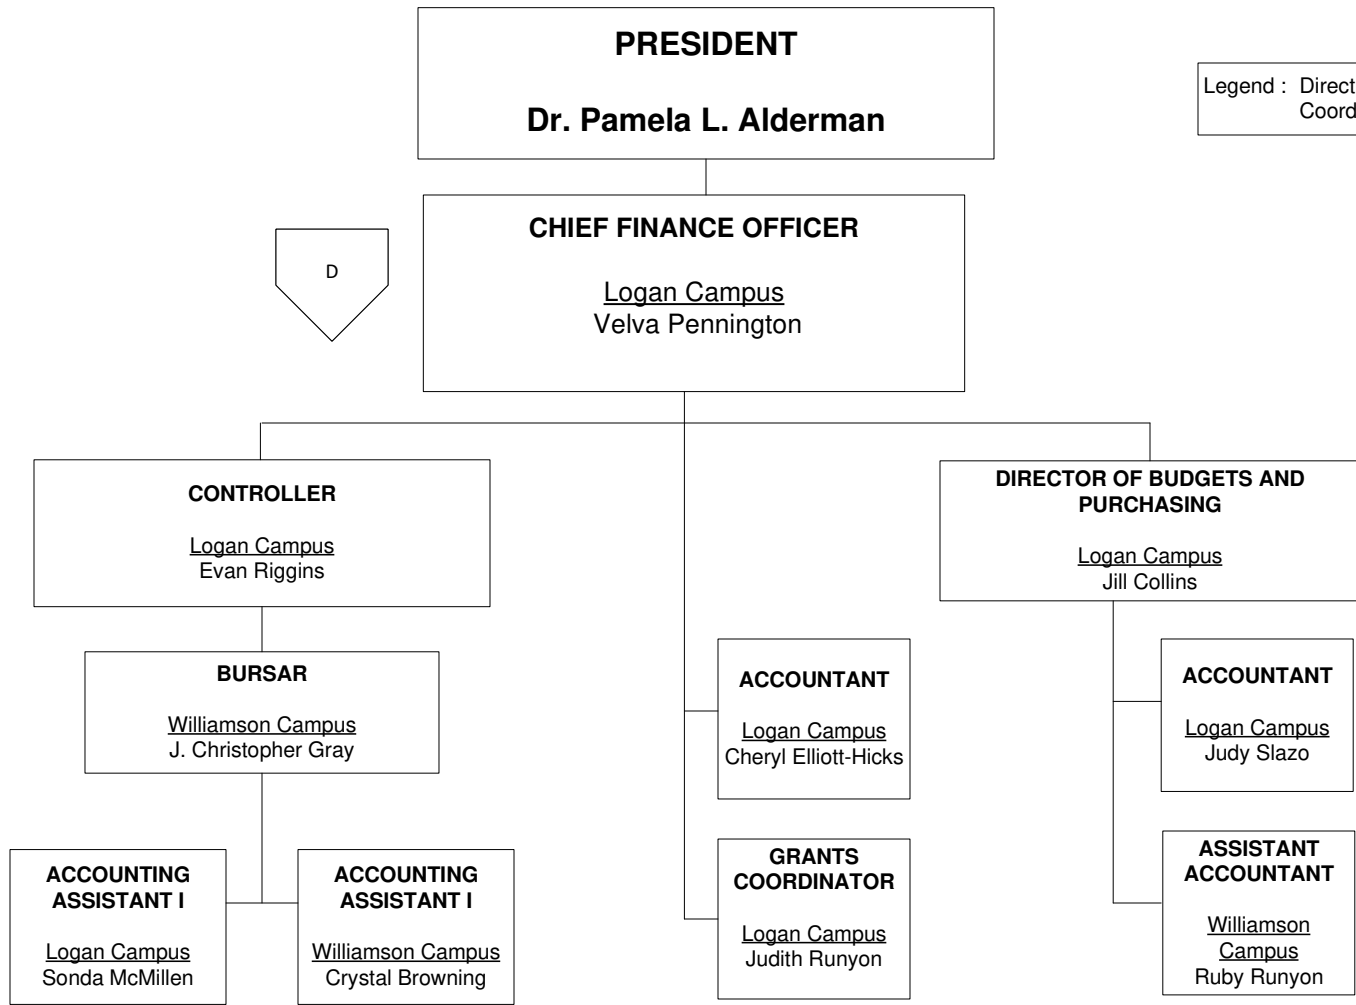 PRESIDENT
Dr. Pamela L. Alderman
Legend : Direct
Coord
CHIEF FINANCE OFFICER
Logan Campus
Velva Pennington
D
CONTROLLER
Logan Campus
Evan Riggins
DIRECTOR OF BUDGETS AND
PURCHASING
Logan Campus
Jill Collins
BURSAR
Williamson Campus
J. Christopher Gray
ACCOUNTANT
Logan Campus
Cheryl Elliott-Hicks
ACCOUNTANT
Logan Campus
Judy Slazo
ACCOUNTING
ASSISTANT I
Logan Campus
Sonda McMillen
ACCOUNTING
ASSISTANT I
Williamson Campus
Crystal Browning
GRANTS
COORDINATOR
Logan Campus
Judith Runyon
ASSISTANT
ACCOUNTANT
Williamson
Campus
Ruby Runyon